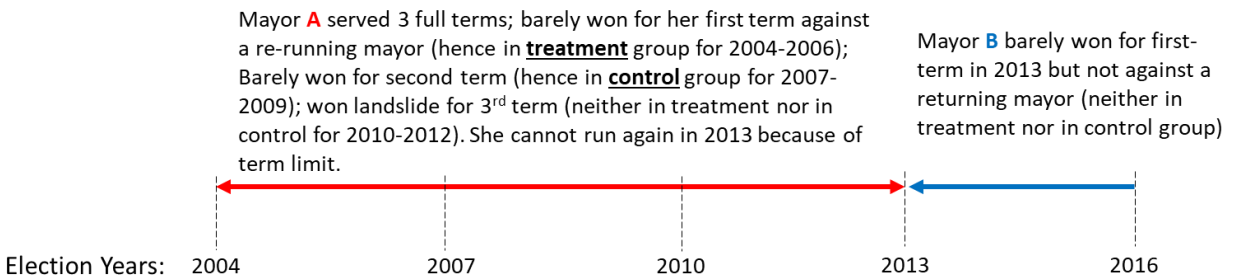 Mayor A served 3 full terms; barely won for her first term against
a re-running mayor (hence in treatment group for 2004-2006);
Barely won for second term (hence in control group for 2007-
2009); won landslide for 3rd term (neither in treatment nor in
control for 2010-2012). She cannot run again in 2013 because of
term limit.
Mayor B barely won for first-
term in 2013 but not against a
returning mayor (neither in
treatment nor in control group)
Election Years: 2004 2007 2010 2013 2016